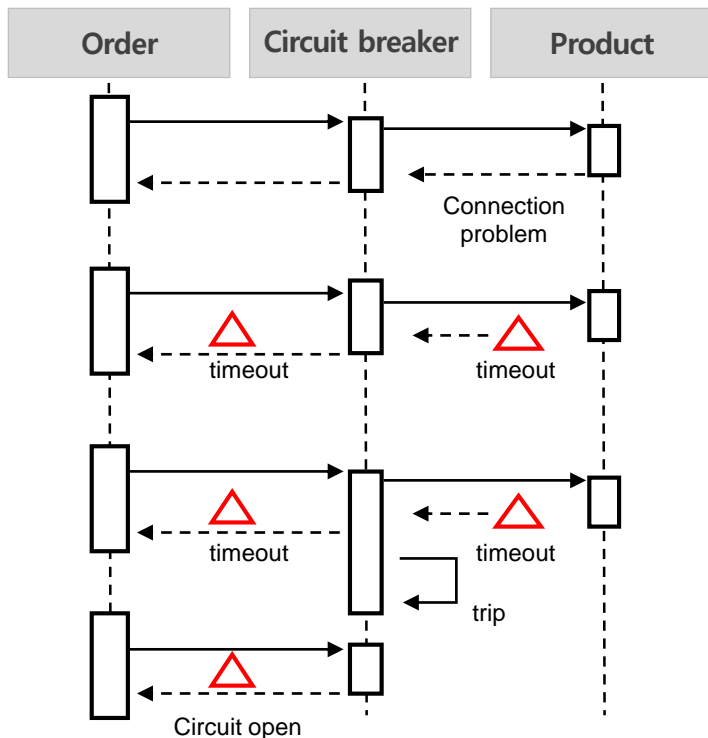 Order
Circuit breaker
Product
Connection
problem
timeout
timeout
timeout
timeout
trip
Circuit open